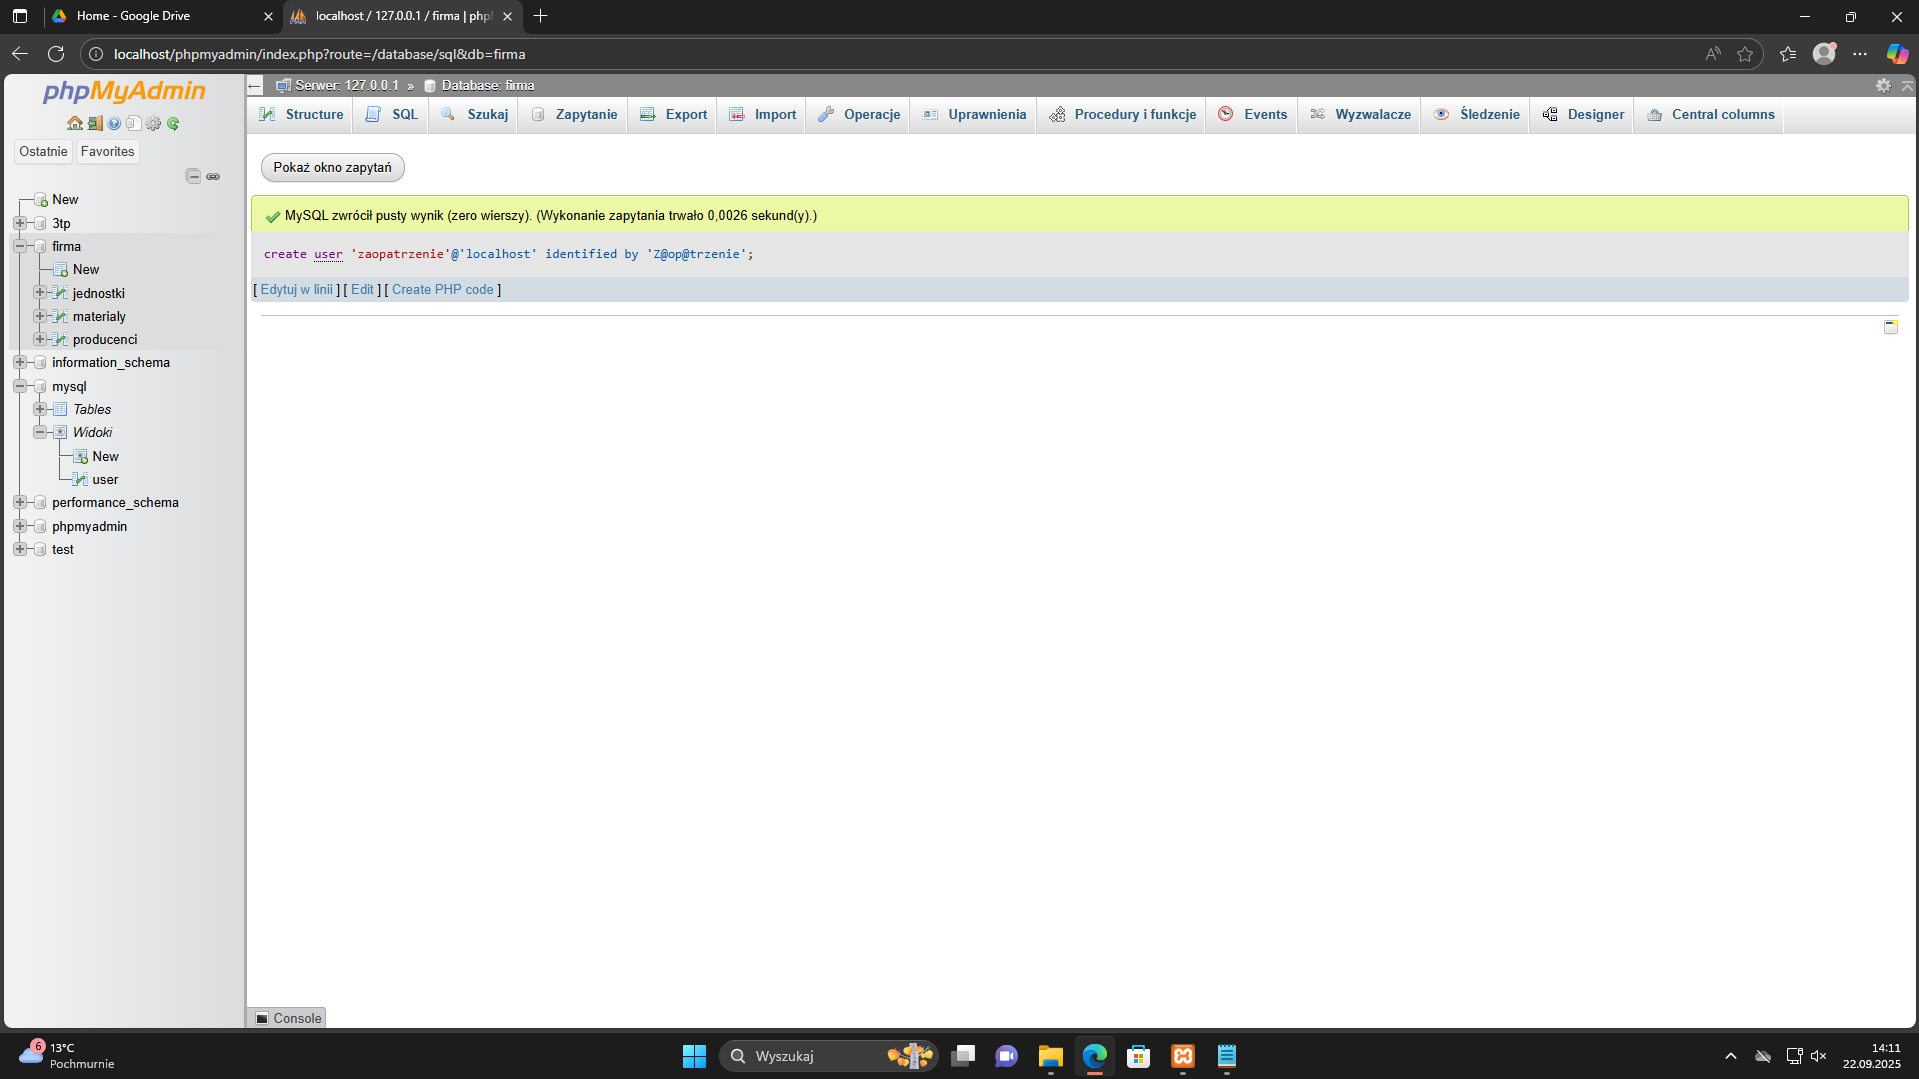 Home - Google Drive
localhost / 127.0.0.1 / firma | php
localhost/phpmyadmin/index.php?route=/database/sql&db=firma
phpMyAdmin
Ostatnie Favorites
New
3tp
firma
New
jednostki
materialy
producenci
information_schema
mysql
Tables
Widoki
New
user
performance_schema
phpmyadmin
test
Serwer: 127.0.0.1 » Database: firma
Structure SQL Szukaj Zapytanie Export Import Operacje Uprawnienia Procedury i funkcje Events Wyzwalacze Śledzenie Designer Central columns
Pokaż okno zapytań
MySQL zwrócił pusty wynik (zero wierszy). (Wykonanie zapytania trwało 0,0026 sekund(y).)
create user 'zaopatrzenie'@'localhost' identified by 'Z@op@trzenie';
[ Edytuj w linii ] [ Edit ] [ Create PHP code ]
Console
6
13°C
Pochmurnie
Wyszukaj
14:11
22.09.2025